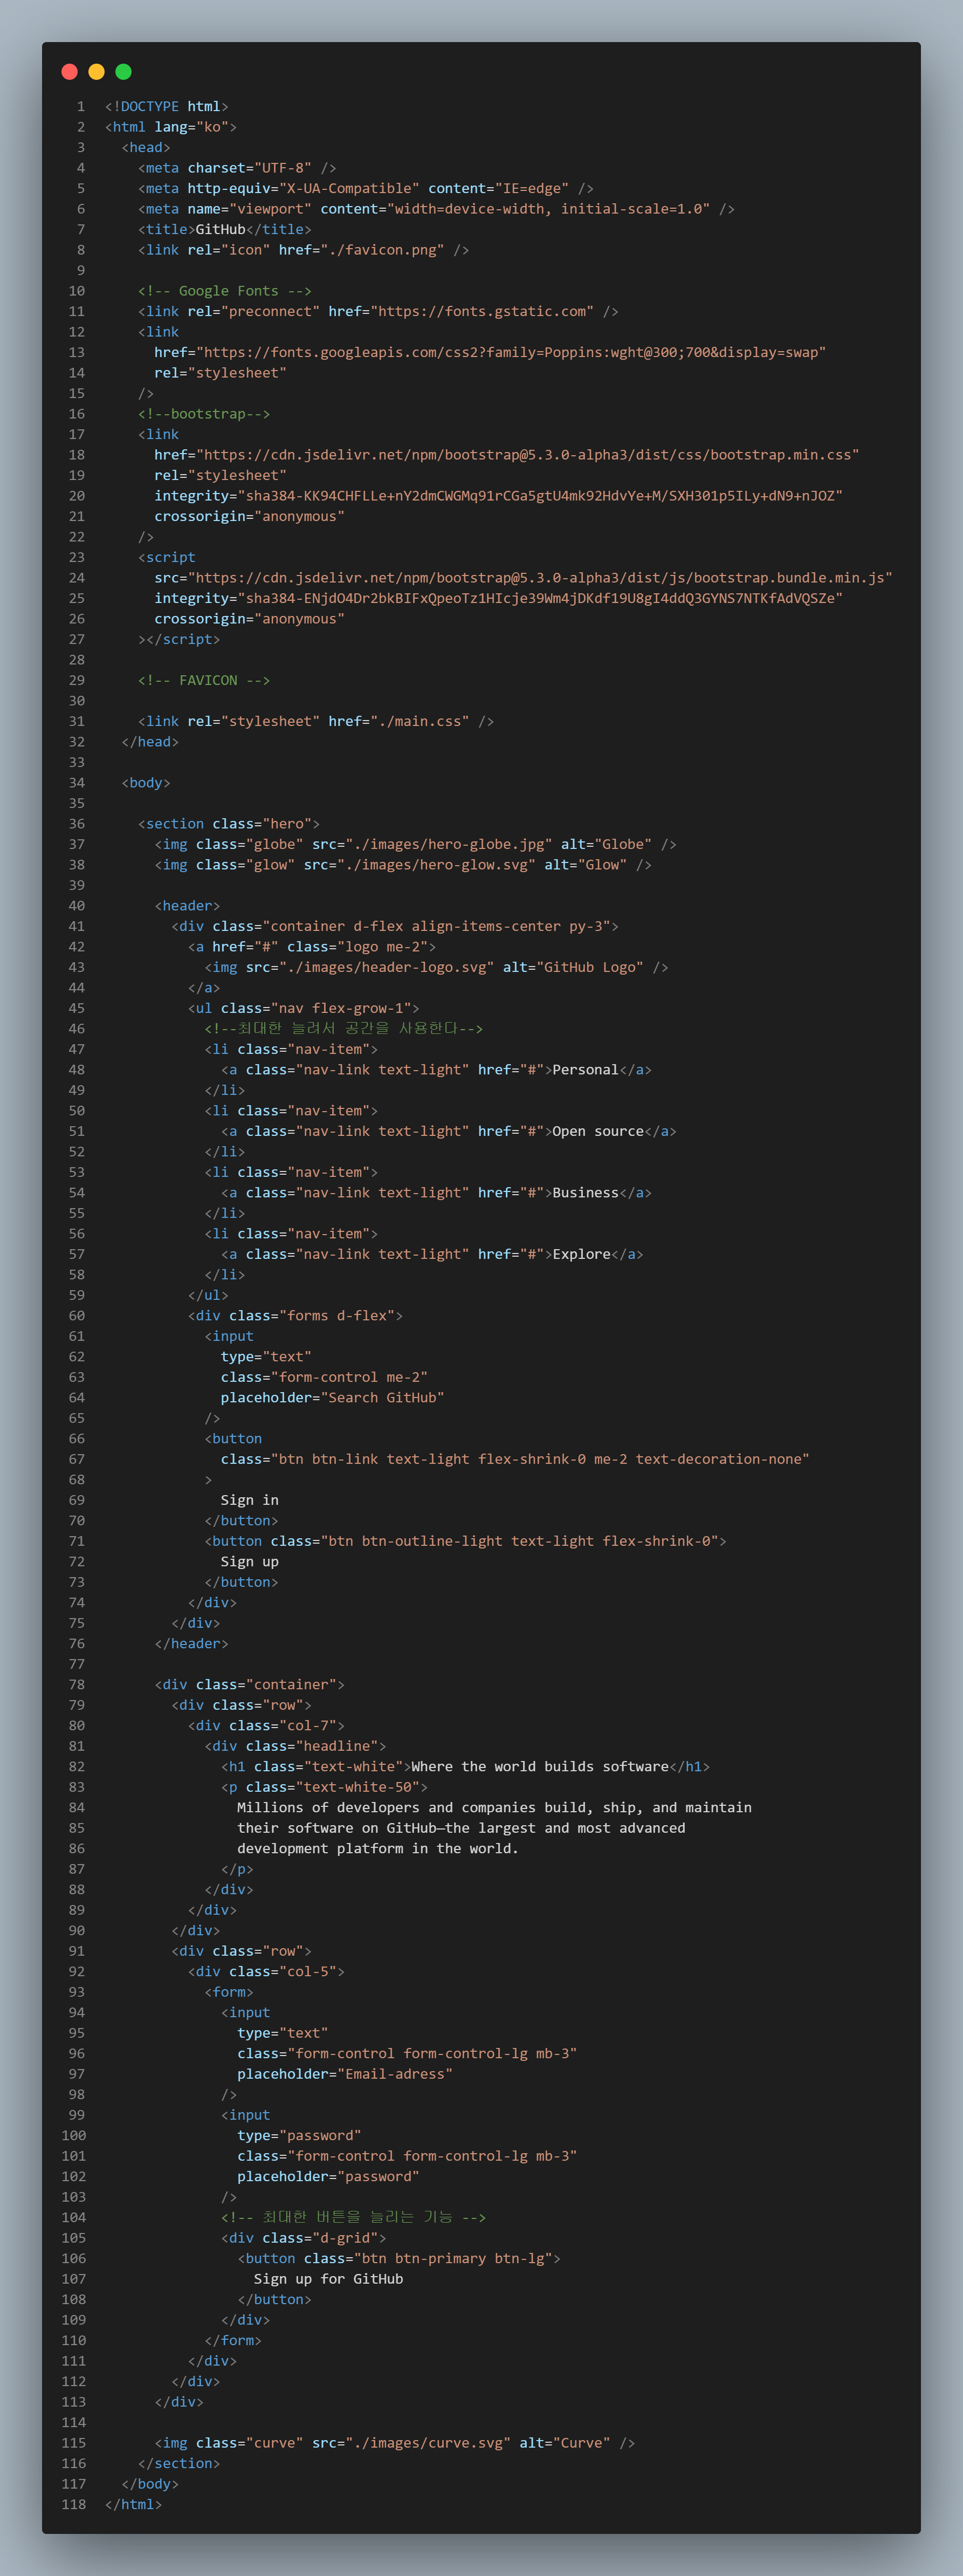 1 <!DOCTYPE html>
2 <html lang="ko">
3 <head>
4 <meta charset="UTF-8" />
5 <meta http-equiv="X-UA-Compatible" content="IE=edge" />
6 <meta name="viewport" content="width=device-width, initial-scale=1.0" />
7 <title>GitHub</title>
8 <link rel="icon" href="./favicon.png" />
9
10 <!-- Google Fonts -->
11 <link rel="preconnect" href="https://fonts.gstatic.com" />
12 <link
13 href="https://fonts.googleapis.com/css2?family=Poppins:wght@300;700&display=swap"
14 rel="stylesheet"
15 />
16 <!--bootstrap-->
17 <link
18 href="https://cdn.jsdelivr.net/npm/bootstrap@5.3.0-alpha3/dist/css/bootstrap.min.css"
19 rel="stylesheet"
20 integrity="sha384-KK94CHFLLe+nY2dmCWGMq91rCGa5gtU4mk92HdvYe+M/SXH301p5ILy+dN9+nJOZ"
21 crossorigin="anonymous"
22 />
23 <script
24 src="https://cdn.jsdelivr.net/npm/bootstrap@5.3.0-alpha3/dist/js/bootstrap.bundle.min.js"
25 integrity="sha384-ENjdO4Dr2bkBIFxQpeoTz1HIcje39Wm4jDKdf19U8gI4ddQ3GYNS7NTKfAdVQSZe"
26 crossorigin="anonymous"
27 ></script>
28
29 <!-- FAVICON -->
30
31 <link rel="stylesheet" href="./main.css" />
32 </head>
33
34 <body>
35
36 <section class="hero">
37 <img class="globe" src="./images/hero-globe.jpg" alt="Globe" />
38 <img class="glow" src="./images/hero-glow.svg" alt="Glow" />
39
40 <header>
41 <div class="container d-flex align-items-center py-3">
42 <a href="#" class="logo me-2">
43 <img src="./images/header-logo.svg" alt="GitHub Logo" />
44 </a>
45 <ul class="nav flex-grow-1">
46 <!--최대한 늘려서 공간을 사용한다-->
47 <li class="nav-item">
48 <a class="nav-link text-light" href="#">Personal</a>
49 </li>
50 <li class="nav-item">
51 <a class="nav-link text-light" href="#">Open source</a>
52 </li>
53 <li class="nav-item">
54 <a class="nav-link text-light" href="#">Business</a>
55 </li>
56 <li class="nav-item">
57 <a class="nav-link text-light" href="#">Explore</a>
58 </li>
59 </ul>
60 <div class="forms d-flex">
61 <input
62 type="text"
63 class="form-control me-2"
64 placeholder="Search GitHub"
65 />
66 <button
67 class="btn btn-link text-light flex-shrink-0 me-2 text-decoration-none"
68 >
69 Sign in
70 </button>
71 <button class="btn btn-outline-light text-light flex-shrink-0">
72 Sign up
73 </button>
74 </div>
75 </div>
76 </header>
77
78 <div class="container">
79 <div class="row">
80 <div class="col-7">
81 <div class="headline">
82 <h1 class="text-white">Where the world builds software</h1>
83 <p class="text-white-50">
84 Millions of developers and companies build, ship, and maintain
85 their software on GitHub—the largest and most advanced
86 development platform in the world.
87 </p>
88 </div>
89 </div>
90 </div>
91 <div class="row">
92 <div class="col-5">
93 <form>
94 <input
95 type="text"
96 class="form-control form-control-lg mb-3"
97 placeholder="Email-adress"
98 />
99 <input
100 type="password"
101 class="form-control form-control-lg mb-3"
102 placeholder="password"
103 />
104 <!-- 최대한 버튼을 늘리는 기능 -->
105 <div class="d-grid">
106 <button class="btn btn-primary btn-lg">
107 Sign up for GitHub
108 </button>
109 </div>
110 </form>
111 </div>
112 </div>
113 </div>
114
115 <img class="curve" src="./images/curve.svg" alt="Curve" />
116 </section>
117 </body>
118 </html>